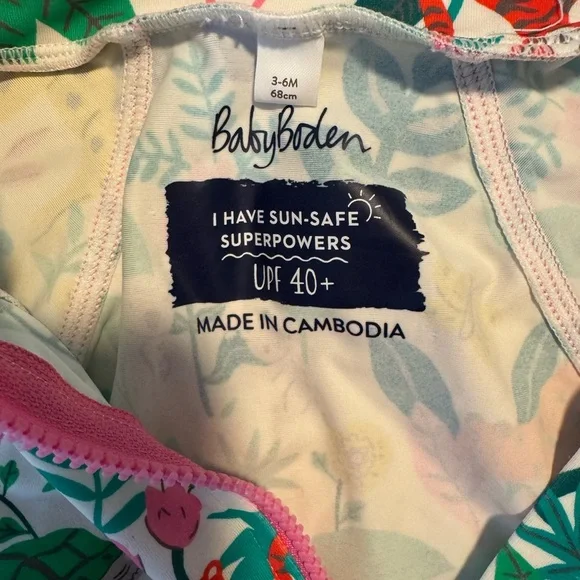 3-6M
68cm
BabyBoden
I HAVE SUN-SAFE
SUPERPOWERS
UPF 40+
MADE IN CAMBODIA